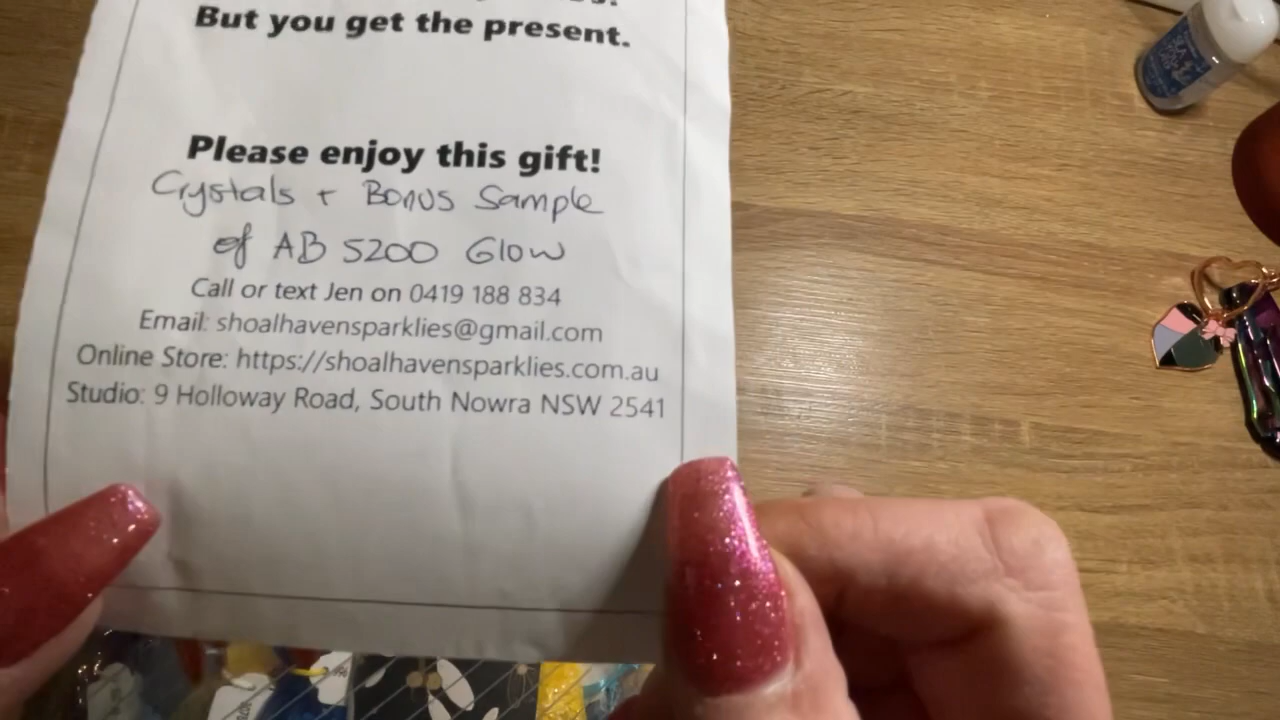 But you get the present.
Please enjoy this gift!
Crystals + Bonus Sample
of AB 5200 Glow
Call or text Jen on 0419 188 834
Email: shoalhavensparklies@gmail.com
Online Store: https://shoalhavensparklies.com.au
Studio: 9 Holloway Road, South Nowra NSW 2541